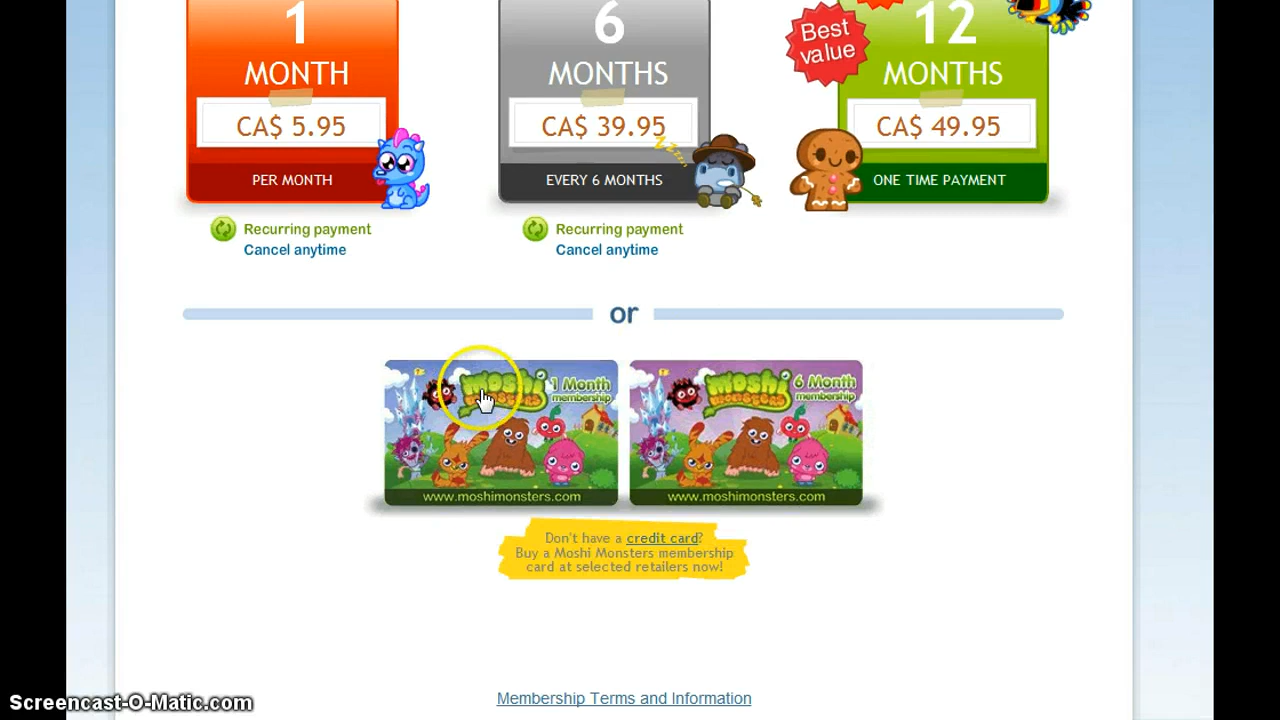 1
MONTH
CA$ 5.95
PER MONTH
Recurring payment
Cancel anytime
6
MONTHS
CA$ 39.95
Zzz...
EVERY 6 MONTHS
Recurring payment
Cancel anytime
Best
value
12
MONTHS
CA$ 49.95
ONE TIME PAYMENT
or
moshi
monsters
1 Month
membership
www.moshimonsters.com
moshi
monsters
6 Month
membership
www.moshimonsters.com
Don't have a credit card?
Buy a Moshi Monsters membership
card at selected retailers now!
Membership Terms and Information
Screencast-O-Matic.com